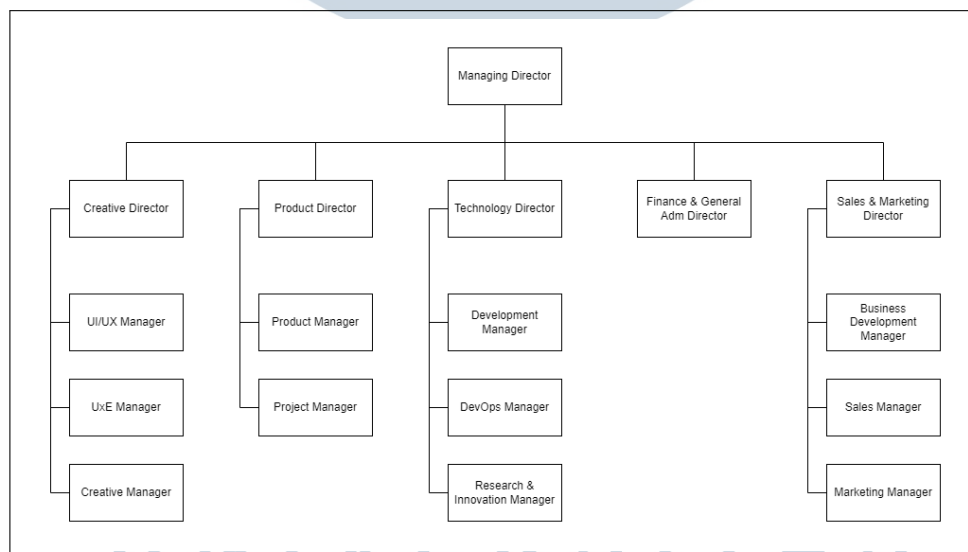 Managing Director
Creative Director
Product Director
Technology Director
Finance & General
Adm Director
Sales & Marketing
Director
UI/UX Manager
Product Manager
Development
Manager
Business
Development
Manager
UxE Manager
Project Manager
DevOps Manager
Sales Manager
Creative Manager
Research &
Innovation Manager
Marketing Manager